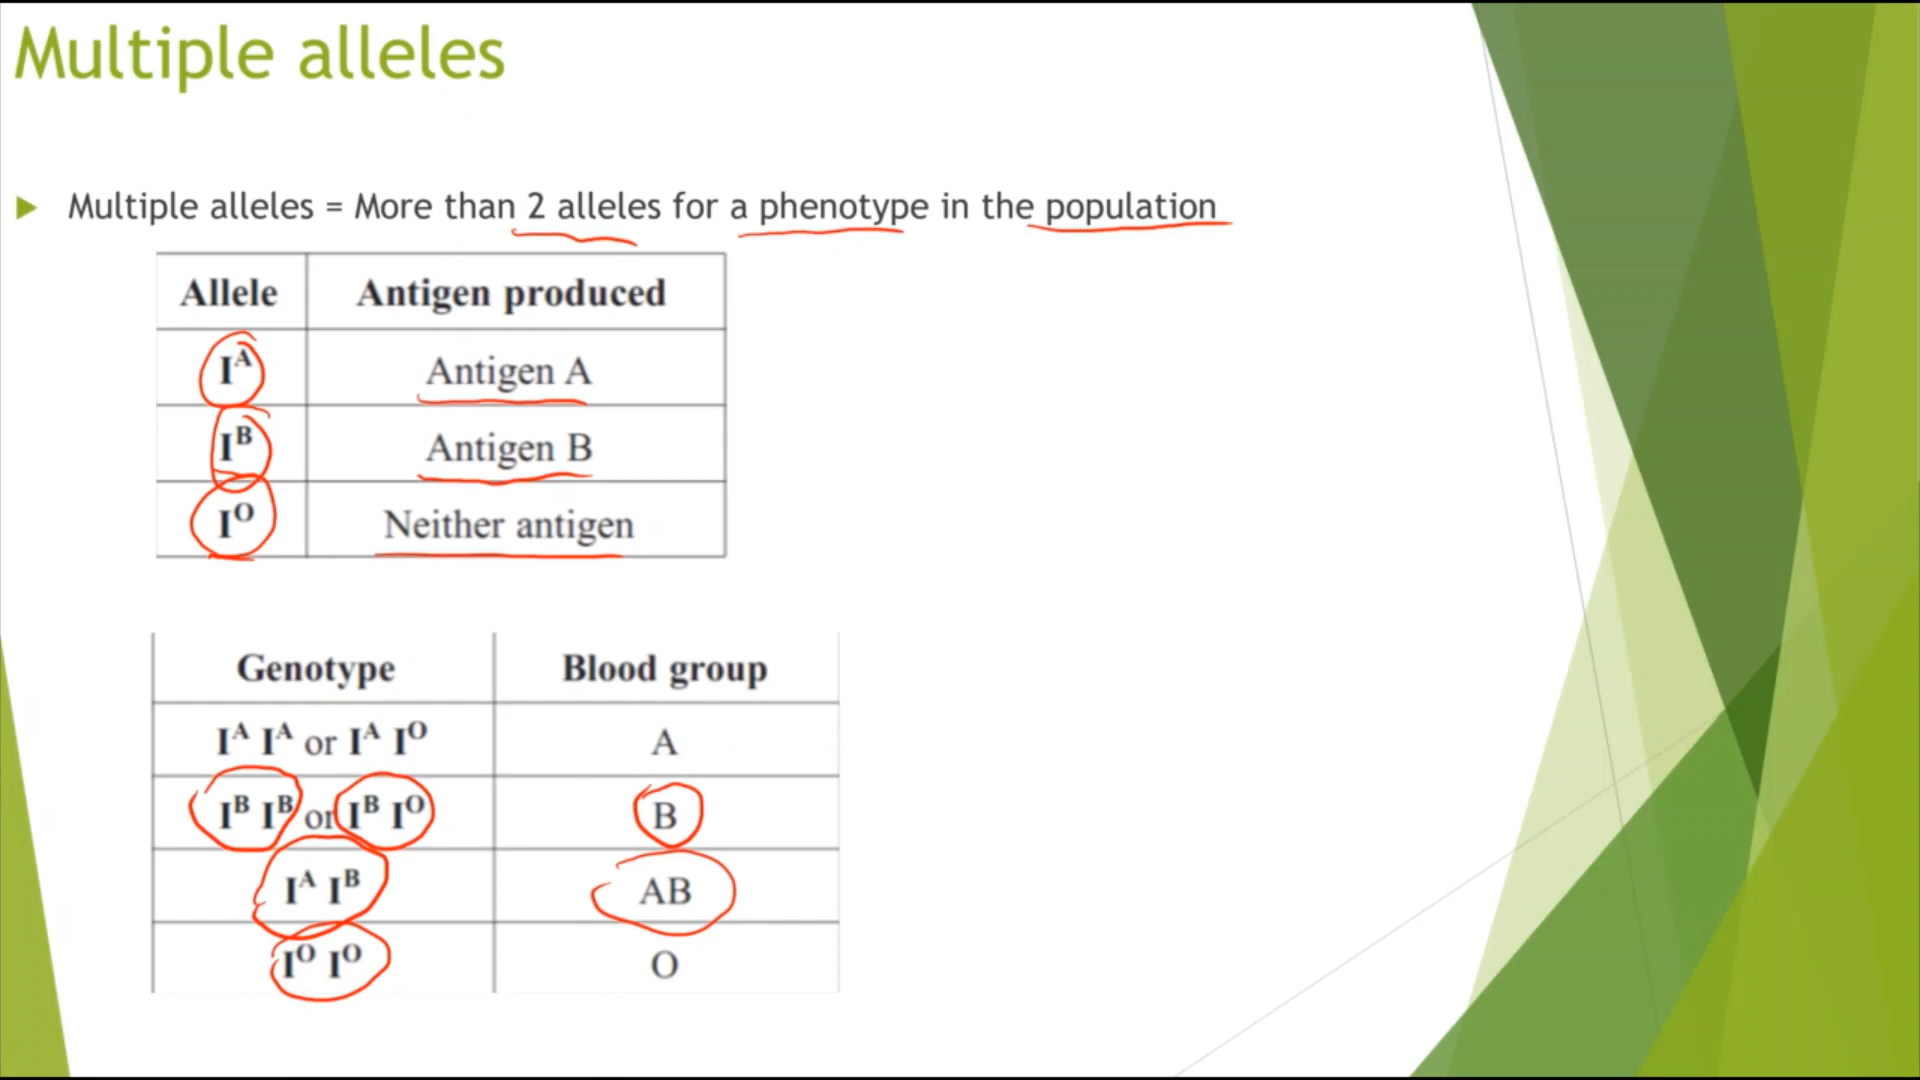 Multiple alleles
Multiple alleles = More than 2 alleles for a phenotype in the population
Allele Antigen produced
Iᴬ Antigen A
Iᴮ Antigen B
Iᴼ Neither antigen
Genotype Blood group
Iᴬ Iᴬ or Iᴬ Iᴼ A
Iᴮ Iᴮ or Iᴮ Iᴼ B
Iᴬ Iᴮ AB
Iᴼ Iᴼ O